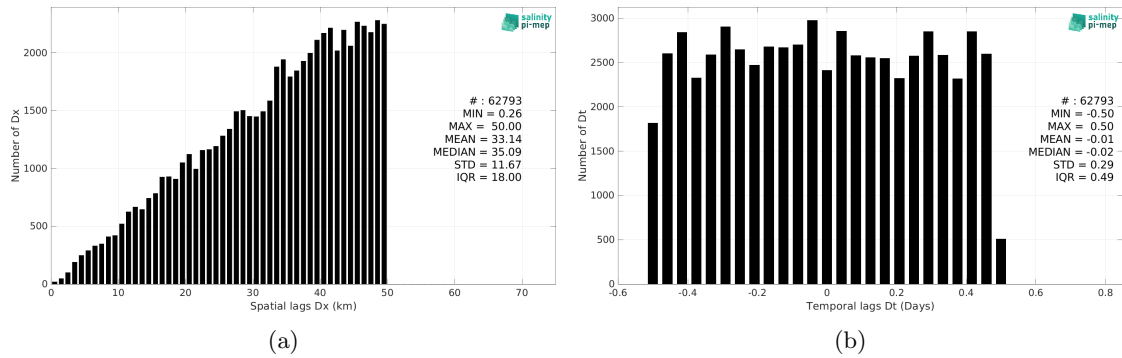 2000
1500
1000
500
0
Number of Dx
salinity
pi-mep
# : 62793
MIN = 0.26
MAX = 50.00
MEAN = 33.14
MEDIAN = 35.09
STD = 11.67
IQR = 18.00
0 10 20 30 40 50 60 70
Spatial lags Dx (km)
(a)
3000
2500
2000
1500
1000
500
0
Number of Dt
salinity
pi-mep
# : 62793
MIN = -0.50
MAX = 0.50
MEAN = -0.01
MEDIAN = -0.02
STD = 0.29
IQR = 0.49
-0.6 -0.4 -0.2 0 0.2 0.4 0.6 0.8
Temporal lags Dt (Days)
(b)